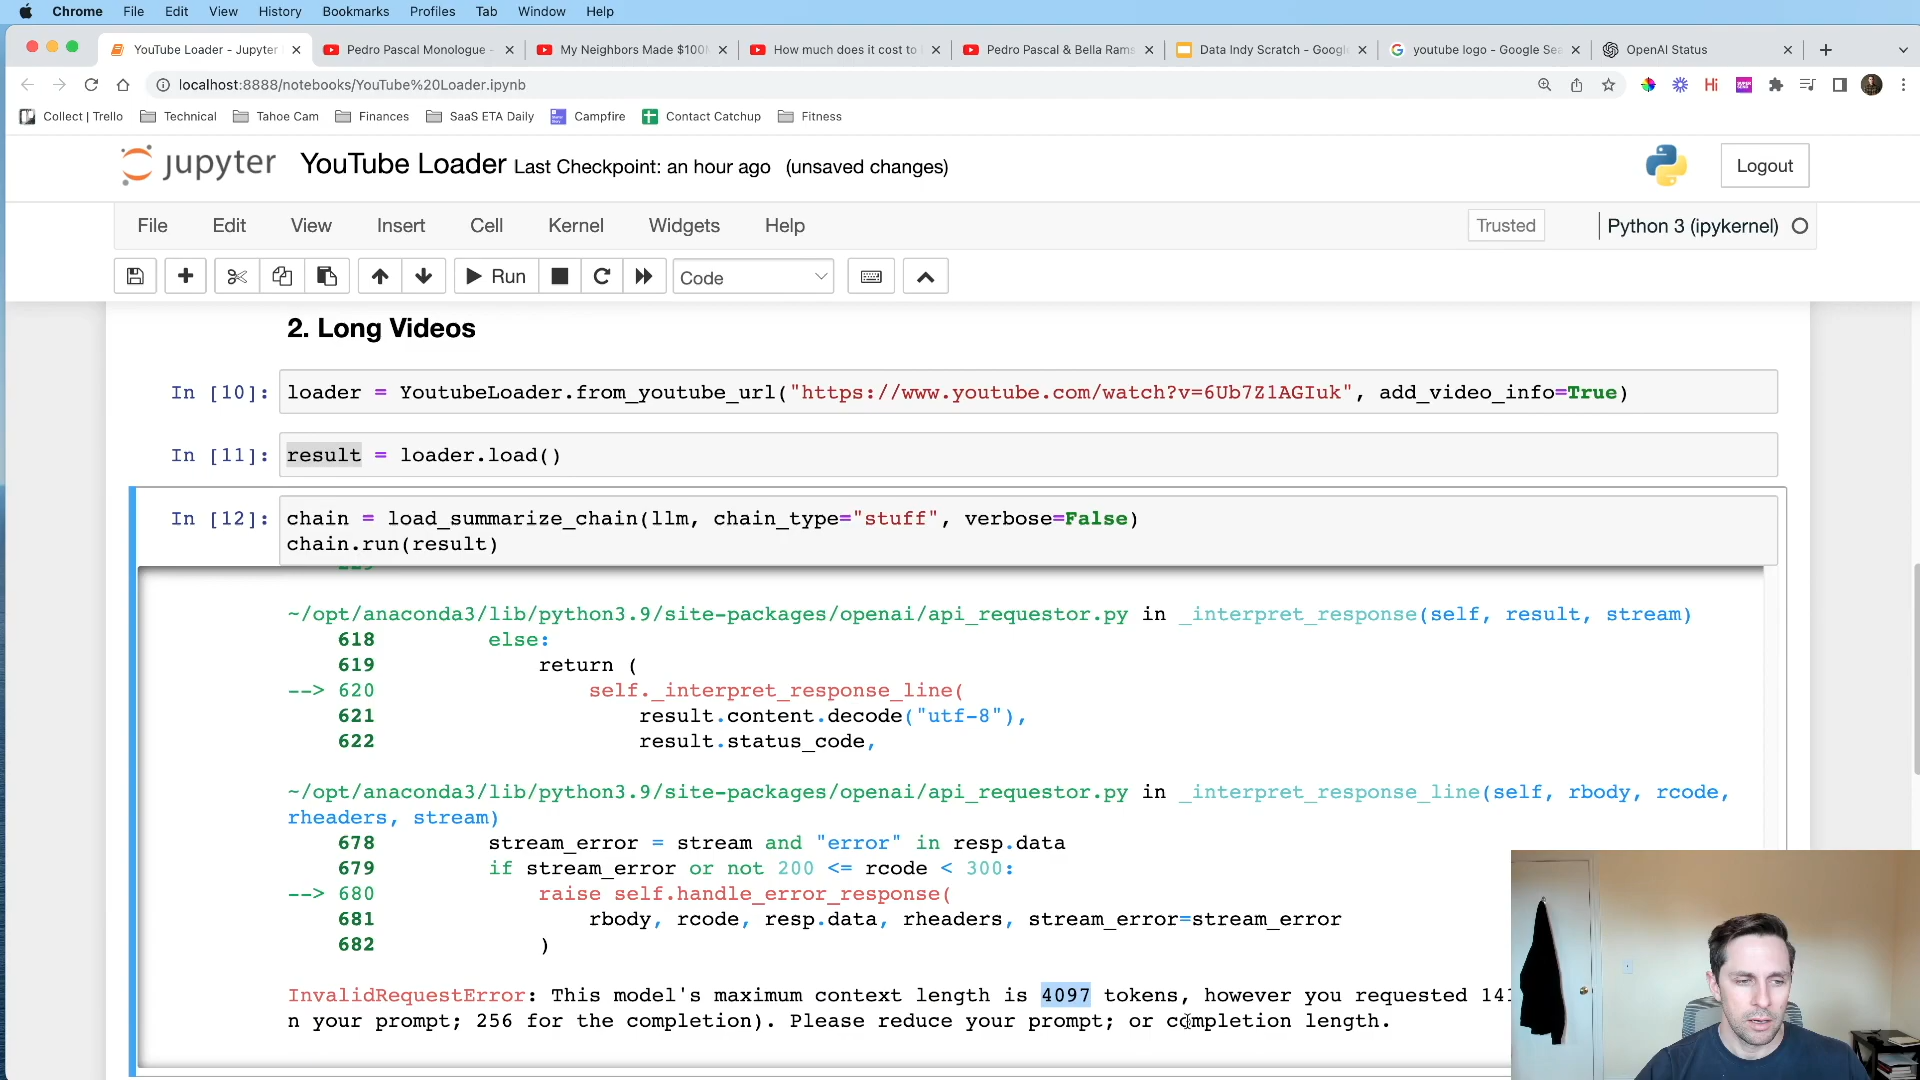 Chrome File Edit View History Bookmarks Profiles Tab Window Help
YouTube Loader - Jupyter Pedro Pascal Monologue - My Neighbors Made $100 How much does it cost to Pedro Pascal & Bella Rams Data Indy Scratch - Google youtube logo - Google Sea OpenAI Status
localhost:8888/notebooks/YouTube%20Loader.ipynb
Hi
Collect | Trello Technical Tahoe Cam Finances SaaS ETA Daily Campfire Contact Catchup Fitness
jupyter YouTube Loader Last Checkpoint: an hour ago (unsaved changes) Logout
File Edit View Insert Cell Kernel Widgets Help Trusted Python 3 (ipykernel)
Run Code
2. Long Videos
In [10]: loader = YoutubeLoader.from_youtube_url("https://www.youtube.com/watch?v=6Ub7Z1AGIuk", add_video_info=True)
In [11]: result = loader.load()
In [12]: chain = load_summarize_chain(llm, chain_type="stuff", verbose=False)
chain.run(result)
~/opt/anaconda3/lib/python3.9/site-packages/openai/api_requestor.py in _interpret_response(self, result, stream)
618 else:
619 return (
--> 620 self._interpret_response_line(
621 result.content.decode("utf-8"),
622 result.status_code,
~/opt/anaconda3/lib/python3.9/site-packages/openai/api_requestor.py in _interpret_response_line(self, rbody, rcode,
rheaders, stream)
678 stream_error = stream and "error" in resp.data
679 if stream_error or not 200 <= rcode < 300:
--> 680 raise self.handle_error_response(
681 rbody, rcode, resp.data, rheaders, stream_error=stream_error
682 )
InvalidRequestError: This model's maximum context length is 4097 tokens, however you requested
n your prompt; 256 for the completion). Please reduce your prompt; or completion length.